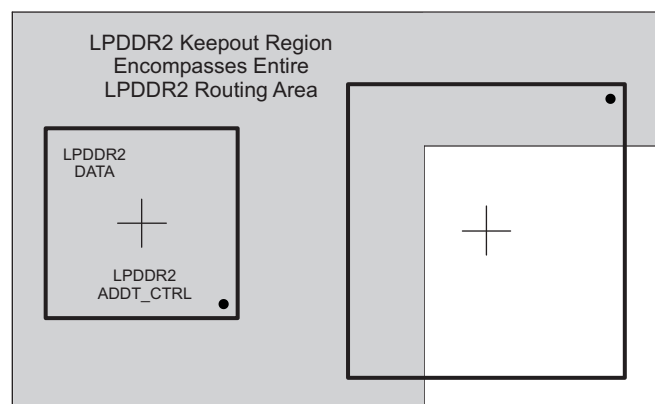 LPDDR2 Keepout Region
Encompasses Entire
LPDDR2 Routing Area
LPDDR2
DATA
LPDDR2
ADDT_CTRL